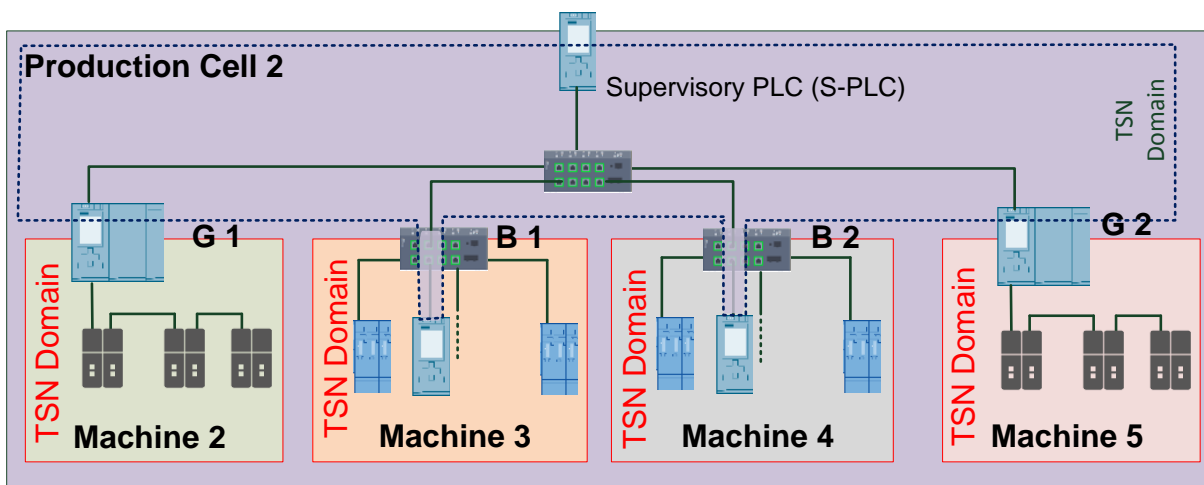 Production Cell 2
Supervisory PLC (S-PLC)
TSN
Domain
G 1
B 1
B 2
G 2
TSN Domain
TSN Domain
TSN Domain
TSN Domain
Machine 2
Machine 3
Machine 4
Machine 5